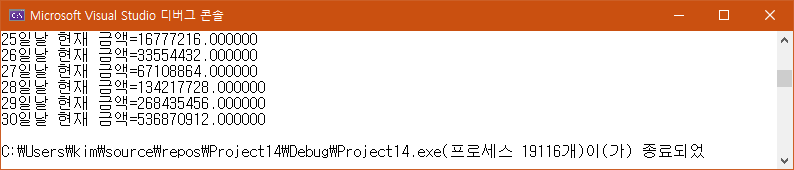 Microsoft Visual Studio 디버그 콘솔
25일날 현재 금액=16777216.000000
26일날 현재 금액=33554432.000000
27일날 현재 금액=67108864.000000
28일날 현재 금액=134217728.000000
29일날 현재 금액=268435456.000000
30일날 현재 금액=536870912.000000
C:₩Users₩kim₩source₩repos₩Project14₩Debug₩Project14.exe(프로세스 19116개)이(가) 종료되었